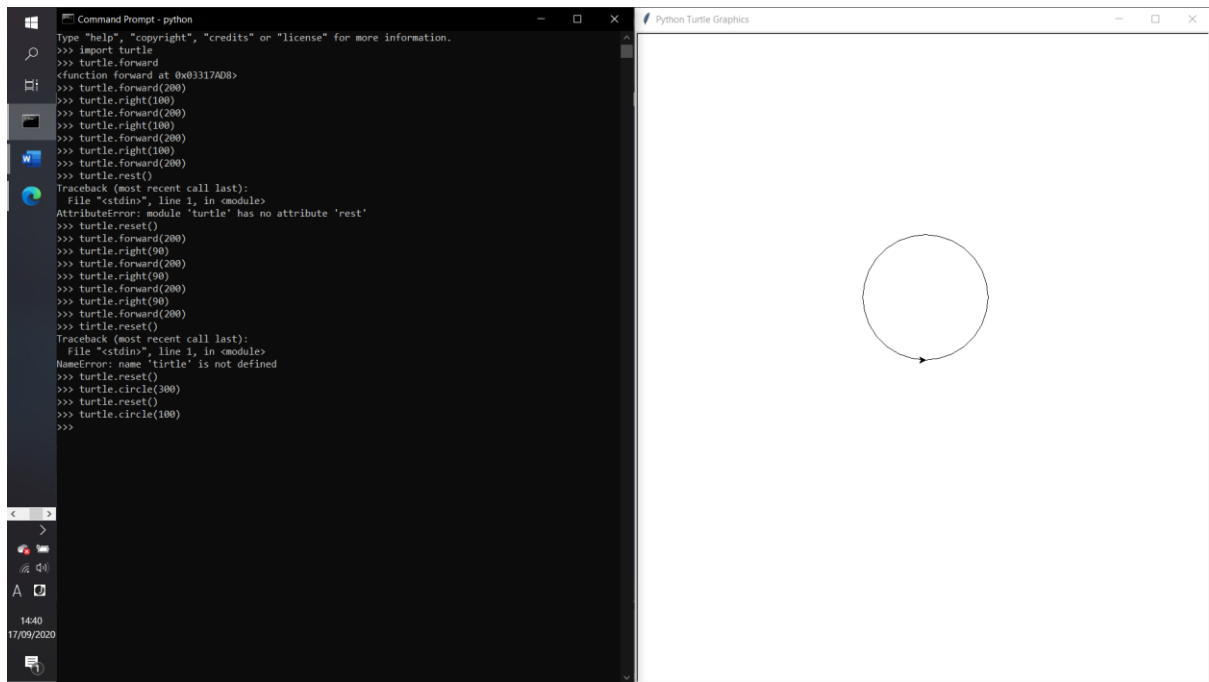 Command Prompt - python
Type "help", "copyright", "credits" or "license" for more information.
>>> import turtle
>>> turtle.forward
<function forward at 0x03317AD8>
>>> turtle.forward(200)
>>> turtle.right(100)
>>> turtle.forward(200)
>>> turtle.right(100)
>>> turtle.forward(200)
>>> turtle.right(100)
>>> turtle.forward(200)
>>> turtle.rest()
Traceback (most recent call last):
  File "<stdin>", line 1, in <module>
AttributeError: module 'turtle' has no attribute 'rest'
>>> turtle.reset()
>>> turtle.forward(200)
>>> turtle.right(90)
>>> turtle.forward(200)
>>> turtle.right(90)
>>> turtle.forward(200)
>>> turtle.right(90)
>>> turtle.forward(200)
>>> tirtle.reset()
Traceback (most recent call last):
  File "<stdin>", line 1, in <module>
NameError: name 'tirtle' is not defined
>>> turtle.reset()
>>> turtle.circle(300)
>>> turtle.reset()
>>> turtle.circle(100)
>>>
Python Turtle Graphics
W
A
14:40
17/09/2020
1